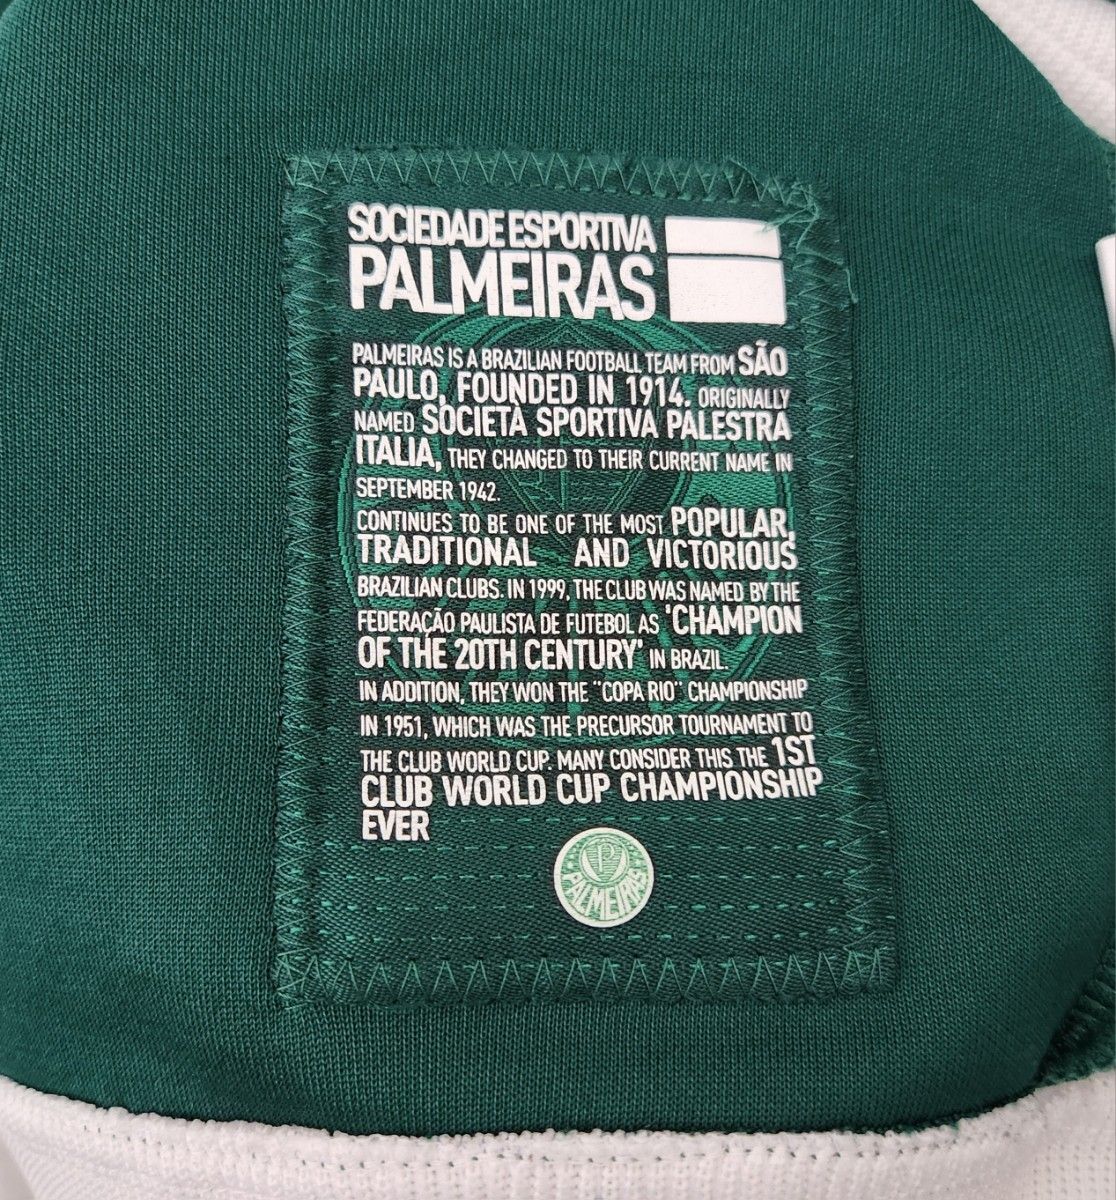 SOCIEDADE ESPORTIVA
PALMEIRAS
PALMEIRAS IS A BRAZILIAN FOOTBALL TEAM FROM SÃO
PAULO, FOUNDED IN 1914. ORIGINALLY
NAMED SOCIETÀ SPORTIVA PALESTRA
ITALIA, THEY CHANGED TO THEIR CURRENT NAME IN
SEPTEMBER 1942.
CONTINUES TO BE ONE OF THE MOST POPULAR,
TRADITIONAL AND VICTORIOUS
BRAZILIAN CLUBS. IN 1999, THE CLUB WAS NAMED BY THE
FEDERAÇÃO PAULISTA DE FUTEBOL AS 'CHAMPION
OF THE 20TH CENTURY' IN BRAZIL.
IN ADDITION, THEY WON THE "COPA RIO" CHAMPIONSHIP
IN 1951, WHICH WAS THE PRECURSOR TOURNAMENT TO
THE CLUB WORLD CUP. MANY CONSIDER THIS THE 1ST
CLUB WORLD CUP CHAMPIONSHIP
EVER
P
PALMEIRAS